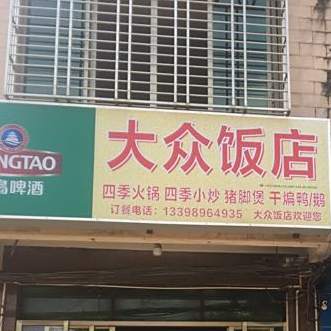 NGTAO
岛啤酒
大众饭店
四季火锅 四季小炒 猪脚煲 干煸鸭/鹅
订餐电话：13398964935 大众饭店欢迎您